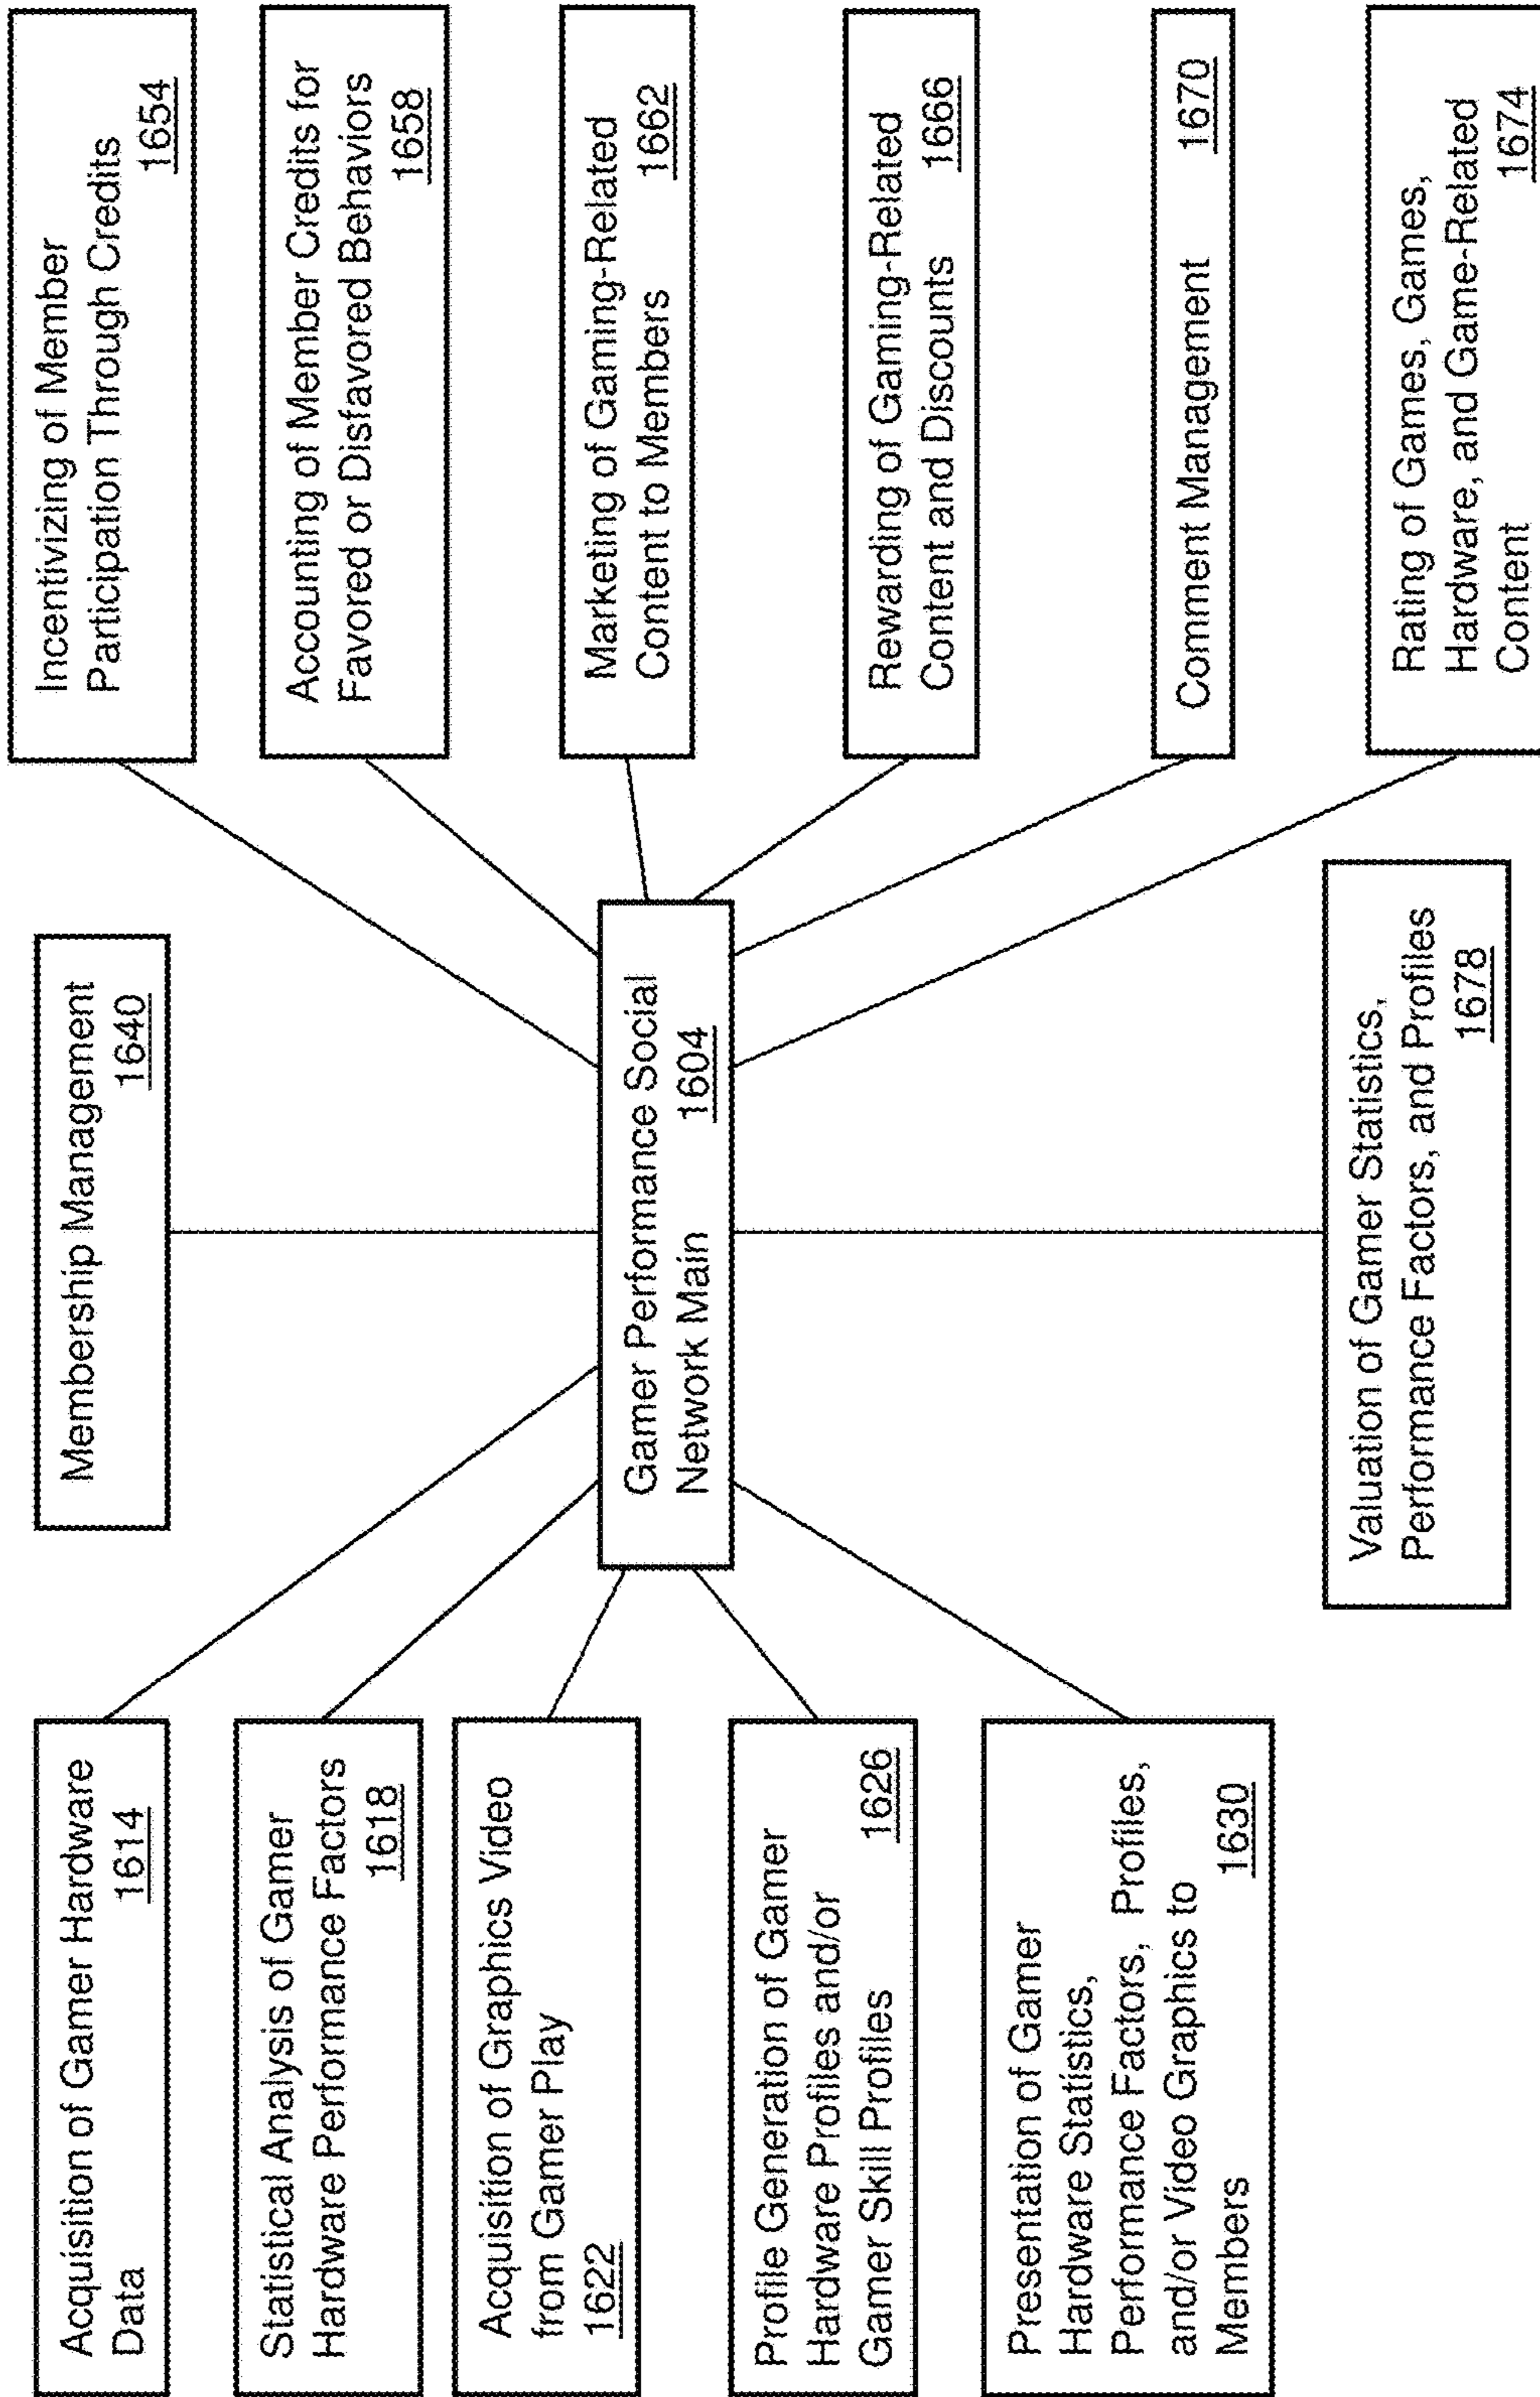 Acquisition of Gamer Hardware
Data 1614
Statistical Analysis of Gamer
Hardware Performance Factors
1618
Acquisition of Graphics Video
from Gamer Play
1622
Profile Generation of Gamer
Hardware Profiles and/or
Gamer Skill Profiles 1626
Presentation of Gamer
Hardware Statistics,
Performance Factors, Profiles,
and/or Video Graphics to
Members 1630
Membership Management
1640
Gamer Performance Social
Network Main 1604
Valuation of Gamer Statistics,
Performance Factors, and Profiles
1678
Incentivizing of Member
Participation Through Credits
1654
Accounting of Member Credits for
Favored or Disfavored Behaviors
1658
Marketing of Gaming-Related
Content to Members 1662
Rewarding of Gaming-Related
Content and Discounts 1666
Comment Management 1670
Rating of Games, Games,
Hardware, and Game-Related
Content 1674